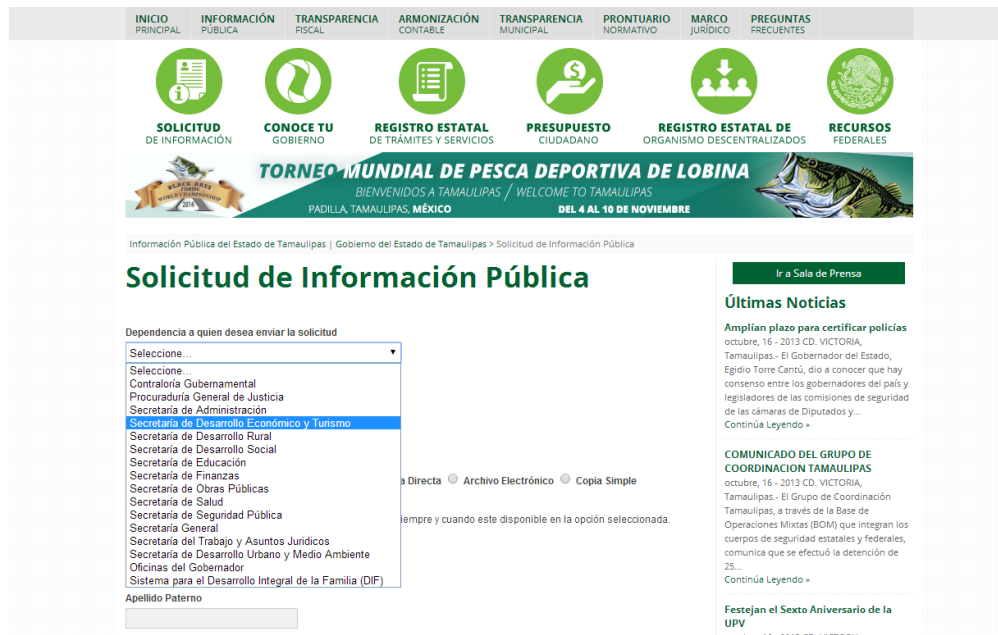 INICIO
PRINCIPAL
INFORMACIÓN
PÚBLICA
TRANSPARENCIA
FISCAL
ARMONIZACIÓN
CONTABLE
TRANSPARENCIA
MUNICIPAL
PRONTUARIO
NORMATIVO
MARCO
JURÍDICO
PREGUNTAS
FRECUENTES
SOLICITUD
DE INFORMACIÓN
CONOCE TU
GOBIERNO
REGISTRO ESTATAL
DE TRÁMITES Y SERVICIOS
PRESUPUESTO
CIUDADANO
REGISTRO ESTATAL DE
ORGANISMO DESCENTRALIZADOS
RECURSOS
FEDERALES
BLACK BASS
FISHING
WORLD CHAMPIONSHIP
2014
TORNEO MUNDIAL DE PESCA DEPORTIVA DE LOBINA
BIENVENIDOS A TAMAULIPAS / WELCOME TO TAMAULIPAS
PADILLA, TAMAULIPAS, MÉXICO DEL 4 AL 10 DE NOVIEMBRE
Información Pública del Estado de Tamaulipas | Gobierno del Estado de Tamaulipas > Solicitud de Información Pública
Solicitud de Información Pública
Dependencia a quien desea enviar la solicitud
Seleccione...
Seleccione...
Contraloría Gubernamental
Procuraduría General de Justicia
Secretaría de Administración
Secretaría de Desarrollo Económico y Turismo
Secretaría de Desarrollo Rural
Secretaría de Desarrollo Social
Secretaría de Educación
Secretaría de Finanzas
Secretaría de Obras Públicas
Secretaría de Salud
Secretaría de Seguridad Pública
Secretaría General
Secretaría del Trabajo y Asuntos Juridicos
Secretaría de Desarrollo Urbano y Medio Ambiente
Oficinas del Gobernador
Sistema para el Desarrollo Integral de la Familia (DIF)
a Directa Archivo Electrónico Copia Simple
iempre y cuando este disponible en la opción seleccionada.
Apellido Paterno
Ir a Sala de Prensa
Últimas Noticias
Amplían plazo para certificar policías
octubre, 16 - 2013 CD. VICTORIA,
Tamaulipas.- El Gobernador del Estado,
Egidio Torre Cantú, dio a conocer que hay
consenso entre los gobernadores del país y
legisladores de las comisiones de seguridad
de las cámaras de Diputados y...
Continúa Leyendo »
COMUNICADO DEL GRUPO DE
COORDINACION TAMAULIPAS
octubre, 16 - 2013 CD. VICTORIA,
Tamaulipas.- El Grupo de Coordinación
Tamaulipas, a través de la Base de
Operaciones Mixtas (BOM) que integran los
cuerpos de seguridad estatales y federales,
comunica que se efectuó la detención de
25...
Continúa Leyendo »
Festejan el Sexto Aniversario de la
UPV